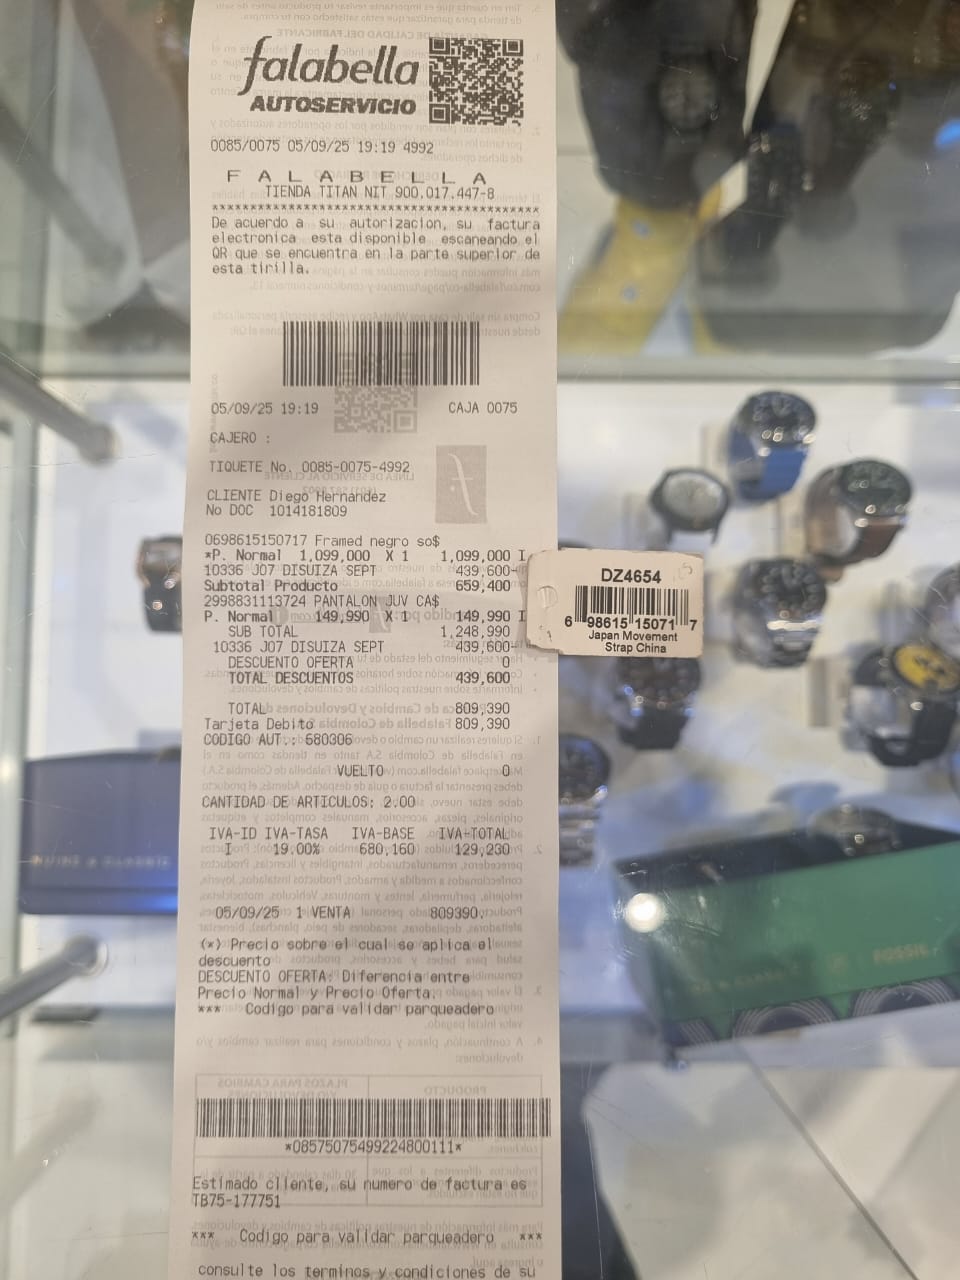 falabella
AUTOSERVICIO
0085/0075 05/09/25 19:19 4992
F A L A B E L L A
TIENDA TITAN NIT 900.017.447-8
******************************************
De acuerdo a su autorizacion, su factura
electronica esta disponible escaneando el
QR que se encuentra en la parte superior de
esta tirilla.
05/09/25 19:19 CAJA 0075
CAJERO :
TIQUETE No. 0085-0075-4992
CLIENTE Diego Hernandez
No DOC 1014181809
0698615150717 Framed negro so$
*P. Normal 1,099,000 X 1 1,099,000 I
10336 J07 DISUIZA SEPT 439,600-
Subtotal Producto 659,400
2998831113724 PANTALON JUV CA$
P. Normal 149,990 X 1 149,990 I
SUB TOTAL 1,248,990
10336 J07 DISUIZA SEPT 439,600-
DESCUENTO OFERTA 0
TOTAL DESCUENTOS 439,600
TOTAL 809,390
Tarjeta Debito 809,390
CODIGO AUT.: 680306
VUELTO 0
CANTIDAD DE ARTICULOS: 2.00
IVA-ID IVA-TASA IVA-BASE IVA-TOTAL
I 19.00% 680,160 129,230
05/09/25 1 VENTA 809390
(*) Precio sobre el cual se aplica el
descuento
DESCUENTO OFERTA: Diferencia entre
Precio Normal y Precio Oferta.
*** Codigo para validar parqueadero
*08575075499224800111*
Estimado cliente, su numero de factura es
TB75-177751
*** Codigo para validar parqueadero ***
consulte los terminos y condiciones de su
DZ4654
6 98615 15071 7
Japan Movement
Strap China
FOSSIL